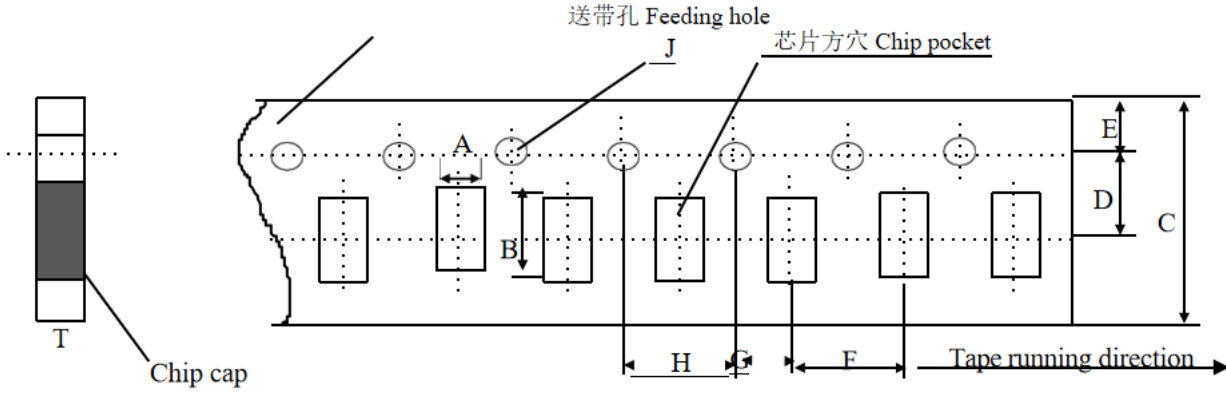 送带孔 Feeding hole
J
芯片方穴 Chip pocket
E
A
D
C
B
T
H
G
F
Tape running direction
Chip cap